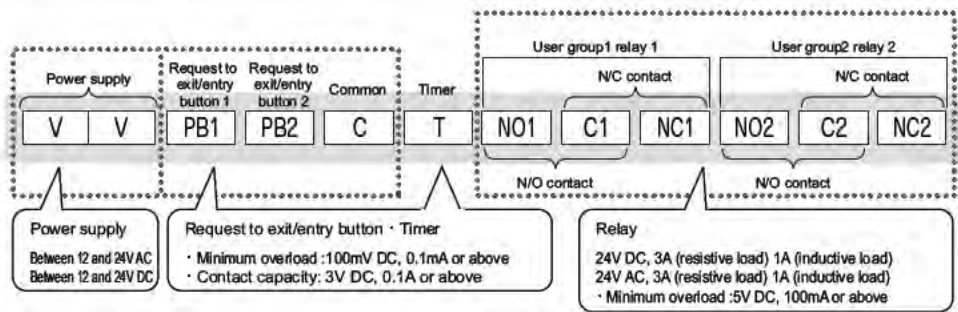 User group1 relay 1
User group2 relay 2
Power supply
Request to
exit/entry
button 1
Request to
exit/entry
button 2
Common
Timer
N/C contact
N/C contact
V
V
PB1
PB2
C
T
NO1
C1
NC1
NO2
C2
NC2
N/O contact
N/O contact
Power supply
Between 12 and 24V AC
Between 12 and 24V DC
Request to exit/entry button · Timer
· Minimum overload :100mV DC, 0.1mA or above
· Contact capacity: 3V DC, 0.1A or above
Relay
24V DC, 3A (resistive load) 1A (inductive load)
24V AC, 3A (resistive load) 1A (inductive load)
· Minimum overload :5V DC, 100mA or above